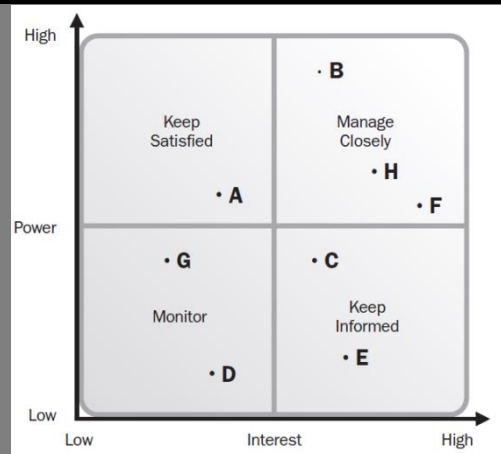 High
B
Keep
Satisfied
Manage
Closely
H
A
F
Power
G
C
Monitor
Keep
Informed
E
D
Low
Low
Interest
High